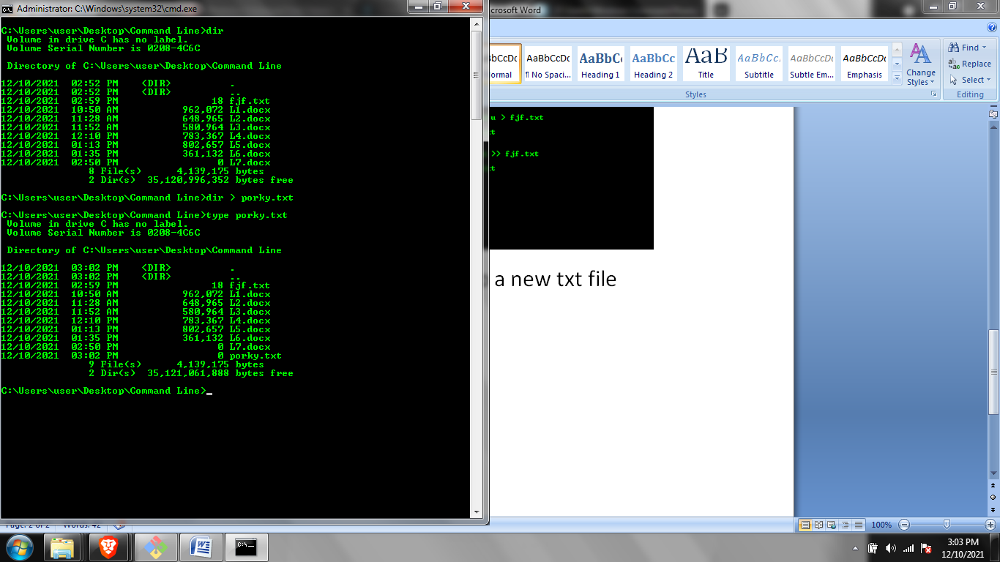 Administrator: C:\Windows\system32\cmd.exe
C:\Users\user\Desktop\Command Line>dir
Volume in drive C has no label.
Volume Serial Number is 0208-4C6C
Directory of C:\Users\user\Desktop\Command Line
12/10/2021 02:52 PM <DIR> .
12/10/2021 02:52 PM <DIR> ..
12/10/2021 02:59 PM 18 fjf.txt
12/10/2021 10:50 AM 962,072 L1.docx
12/10/2021 11:28 AM 648,965 L2.docx
12/10/2021 11:52 AM 580,964 L3.docx
12/10/2021 12:10 PM 783,367 L4.docx
12/10/2021 01:13 PM 802,657 L5.docx
12/10/2021 01:35 PM 361,132 L6.docx
12/10/2021 02:50 PM 0 L7.docx
8 File(s) 4,139,175 bytes
2 Dir(s) 35,120,996,352 bytes free
C:\Users\user\Desktop\Command Line>dir > porky.txt
C:\Users\user\Desktop\Command Line>type porky.txt
Volume in drive C has no label.
Volume Serial Number is 0208-4C6C
Directory of C:\Users\user\Desktop\Command Line
12/10/2021 03:02 PM <DIR> .
12/10/2021 03:02 PM <DIR> ..
12/10/2021 02:59 PM 18 fjf.txt
12/10/2021 10:50 AM 962,072 L1.docx
12/10/2021 11:28 AM 648,965 L2.docx
12/10/2021 11:52 AM 580,964 L3.docx
12/10/2021 12:10 PM 783,367 L4.docx
12/10/2021 01:13 PM 802,657 L5.docx
12/10/2021 01:35 PM 361,132 L6.docx
12/10/2021 02:50 PM 0 L7.docx
12/10/2021 03:02 PM 0 porky.txt
9 File(s) 4,139,175 bytes
2 Dir(s) 35,121,061,888 bytes free
C:\Users\user\Desktop\Command Line>_
crosoft Word
bCcDc AaBbCcDc AaBbCc AaBbCc AaB AaBbCc. AaBbCcDc AaBbCcDc
ormal ¶ No Spaci... Heading 1 Heading 2 Title Subtitle Subtle Em... Emphasis
Change
Styles
Styles
Find
Replace
Select
Editing
u > fjf.txt
xt
>> fjf.txt
xt
a new txt file
Page: 2 of 2 Words: 42
100%
3:03 PM
12/10/2021